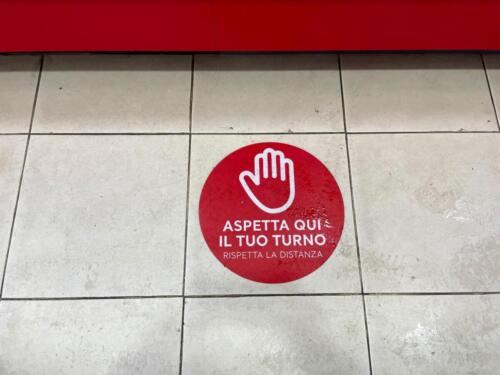 ASPETTA QUI
IL TUO TURNO
RISPETTA LA DISTANZA